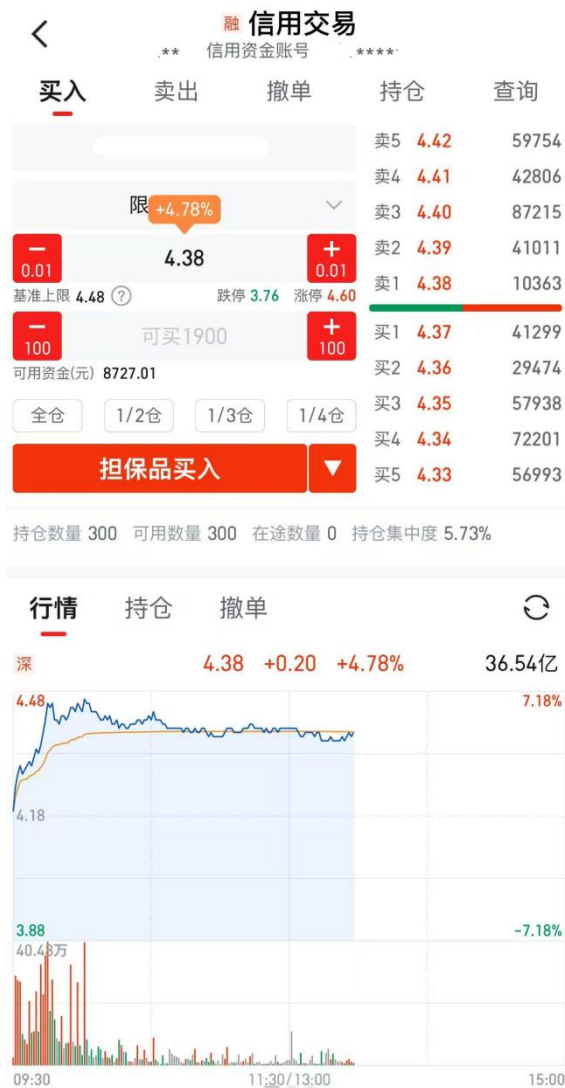 融 信用交易
.** 信用资金账号 .****
买入 卖出 撤单 持仓 查询
限
+4.78%
− 0.01 4.38 + 0.01
基准上限 4.48 ? 跌停 3.76 涨停 4.60
− 100 可买1900 + 100
可用资金(元) 8727.01
全仓 1/2仓 1/3仓 1/4仓
担保品买入
卖5 4.42 59754
卖4 4.41 42806
卖3 4.40 87215
卖2 4.39 41011
卖1 4.38 10363
买1 4.37 41299
买2 4.36 29474
买3 4.35 57938
买4 4.34 72201
买5 4.33 56993
持仓数量 300 可用数量 300 在途数量 0 持仓集中度 5.73%
行情 持仓 撤单
深 4.38 +0.20 +4.78% 36.54亿
4.48 7.18%
4.18
3.88 -7.18%
40.48万
09:30 11:30/13:00 15:00